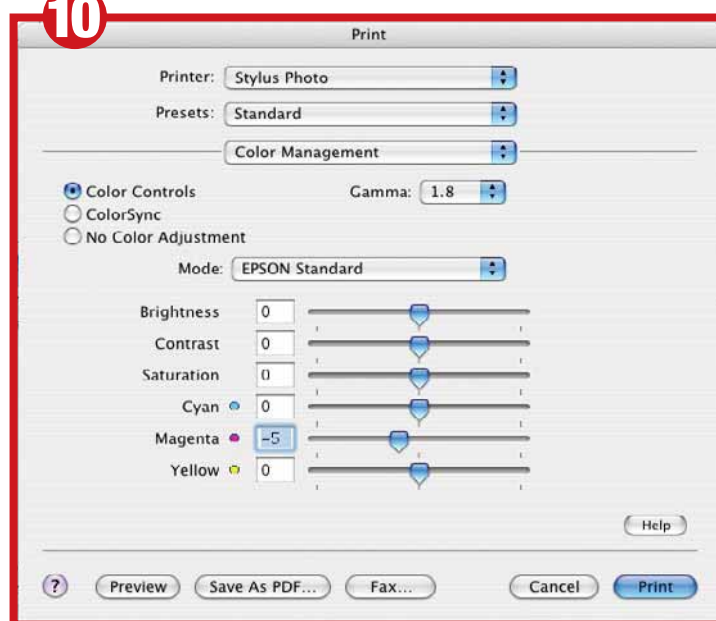 10
Print
Printer: Stylus Photo
Presets: Standard
Color Management
Color Controls Gamma: 1.8
ColorSync
No Color Adjustment
Mode: EPSON Standard
Brightness 0
Contrast 0
Saturation 0
Cyan 0
Magenta -5
Yellow 0
Help
? Preview Save As PDF... Fax... Cancel Print